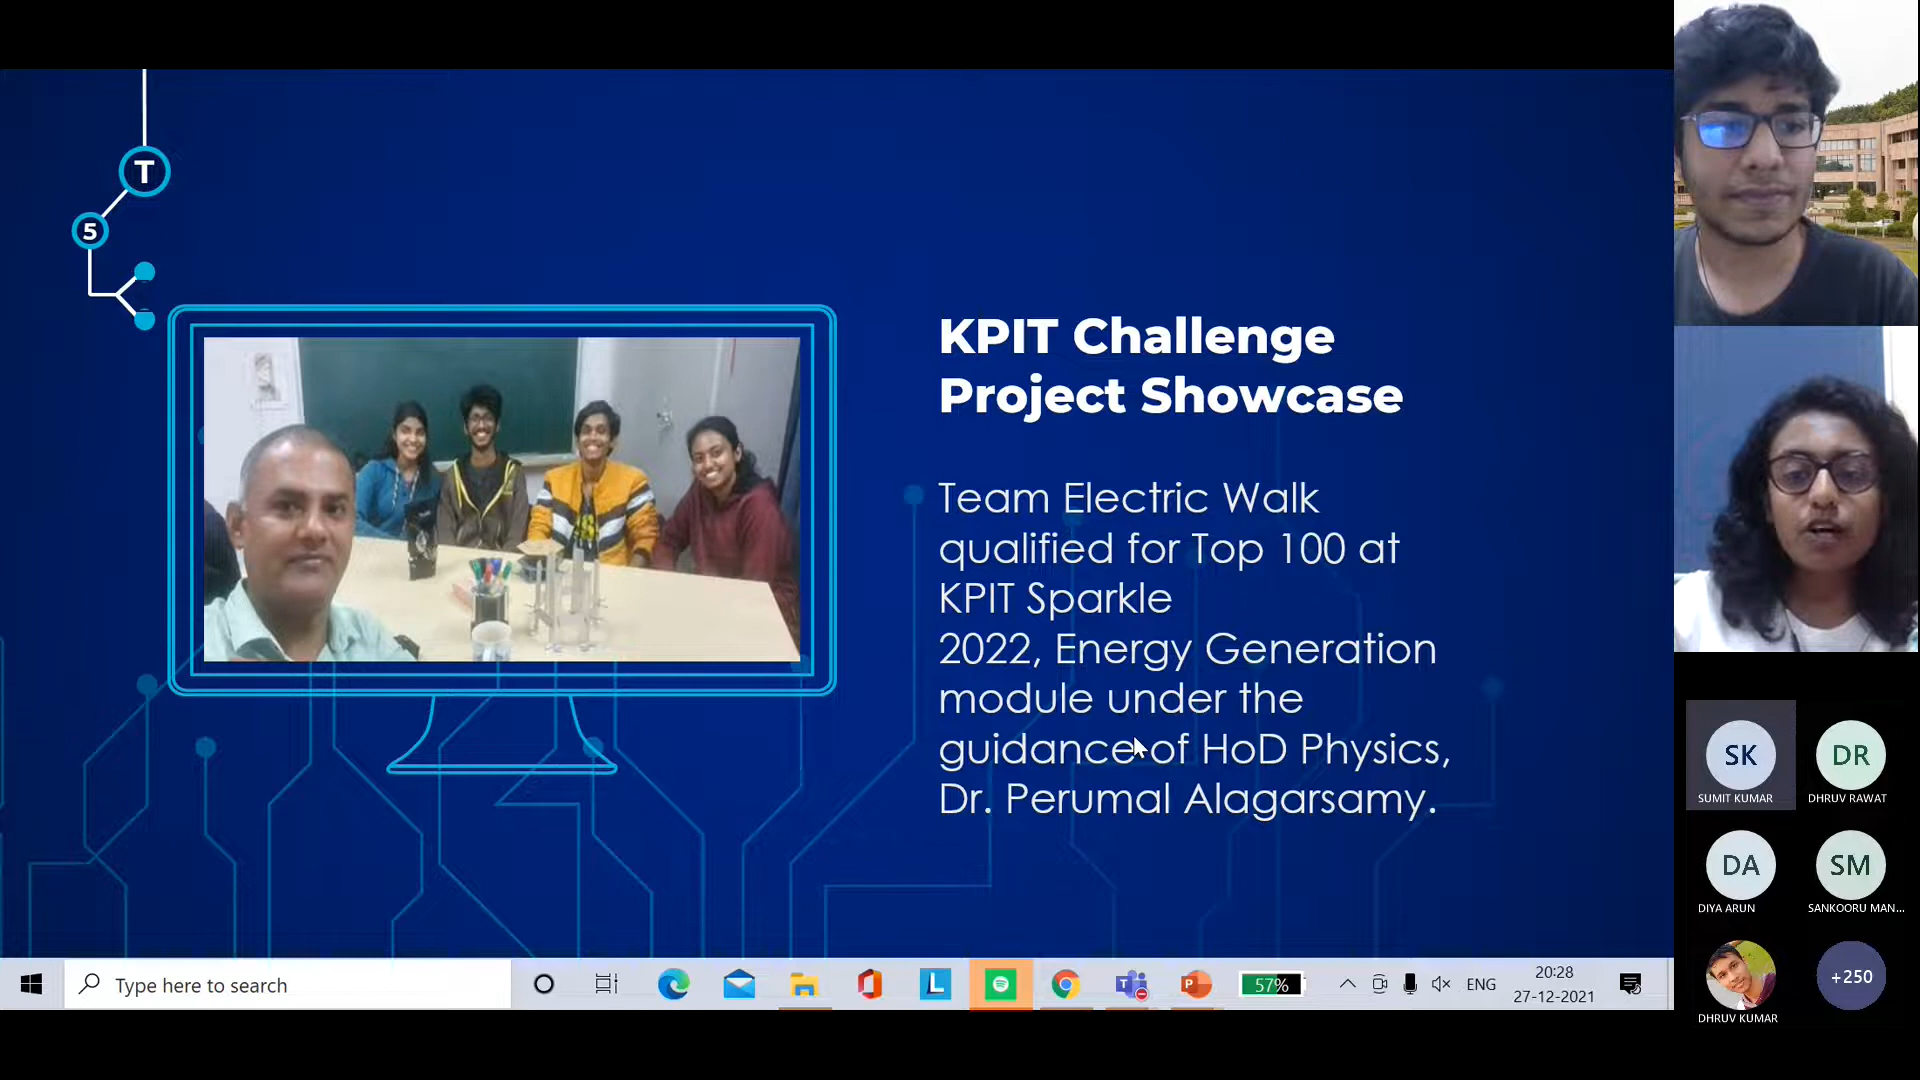 T
5
KPIT Challenge
Project Showcase
Team Electric Walk
qualified for Top 100 at
KPIT Sparkle
2022, Energy Generation
module under the
guidance of HoD Physics,
Dr. Perumal Alagarsamy.
SK
SUMIT KUMAR
DR
DHRUV RAWAT
DA
DIYA ARUN
SM
SANKOORU MAN...
DHRUV KUMAR
+250
Type here to search
L
T
P
57%
ENG
20:28
27-12-2021